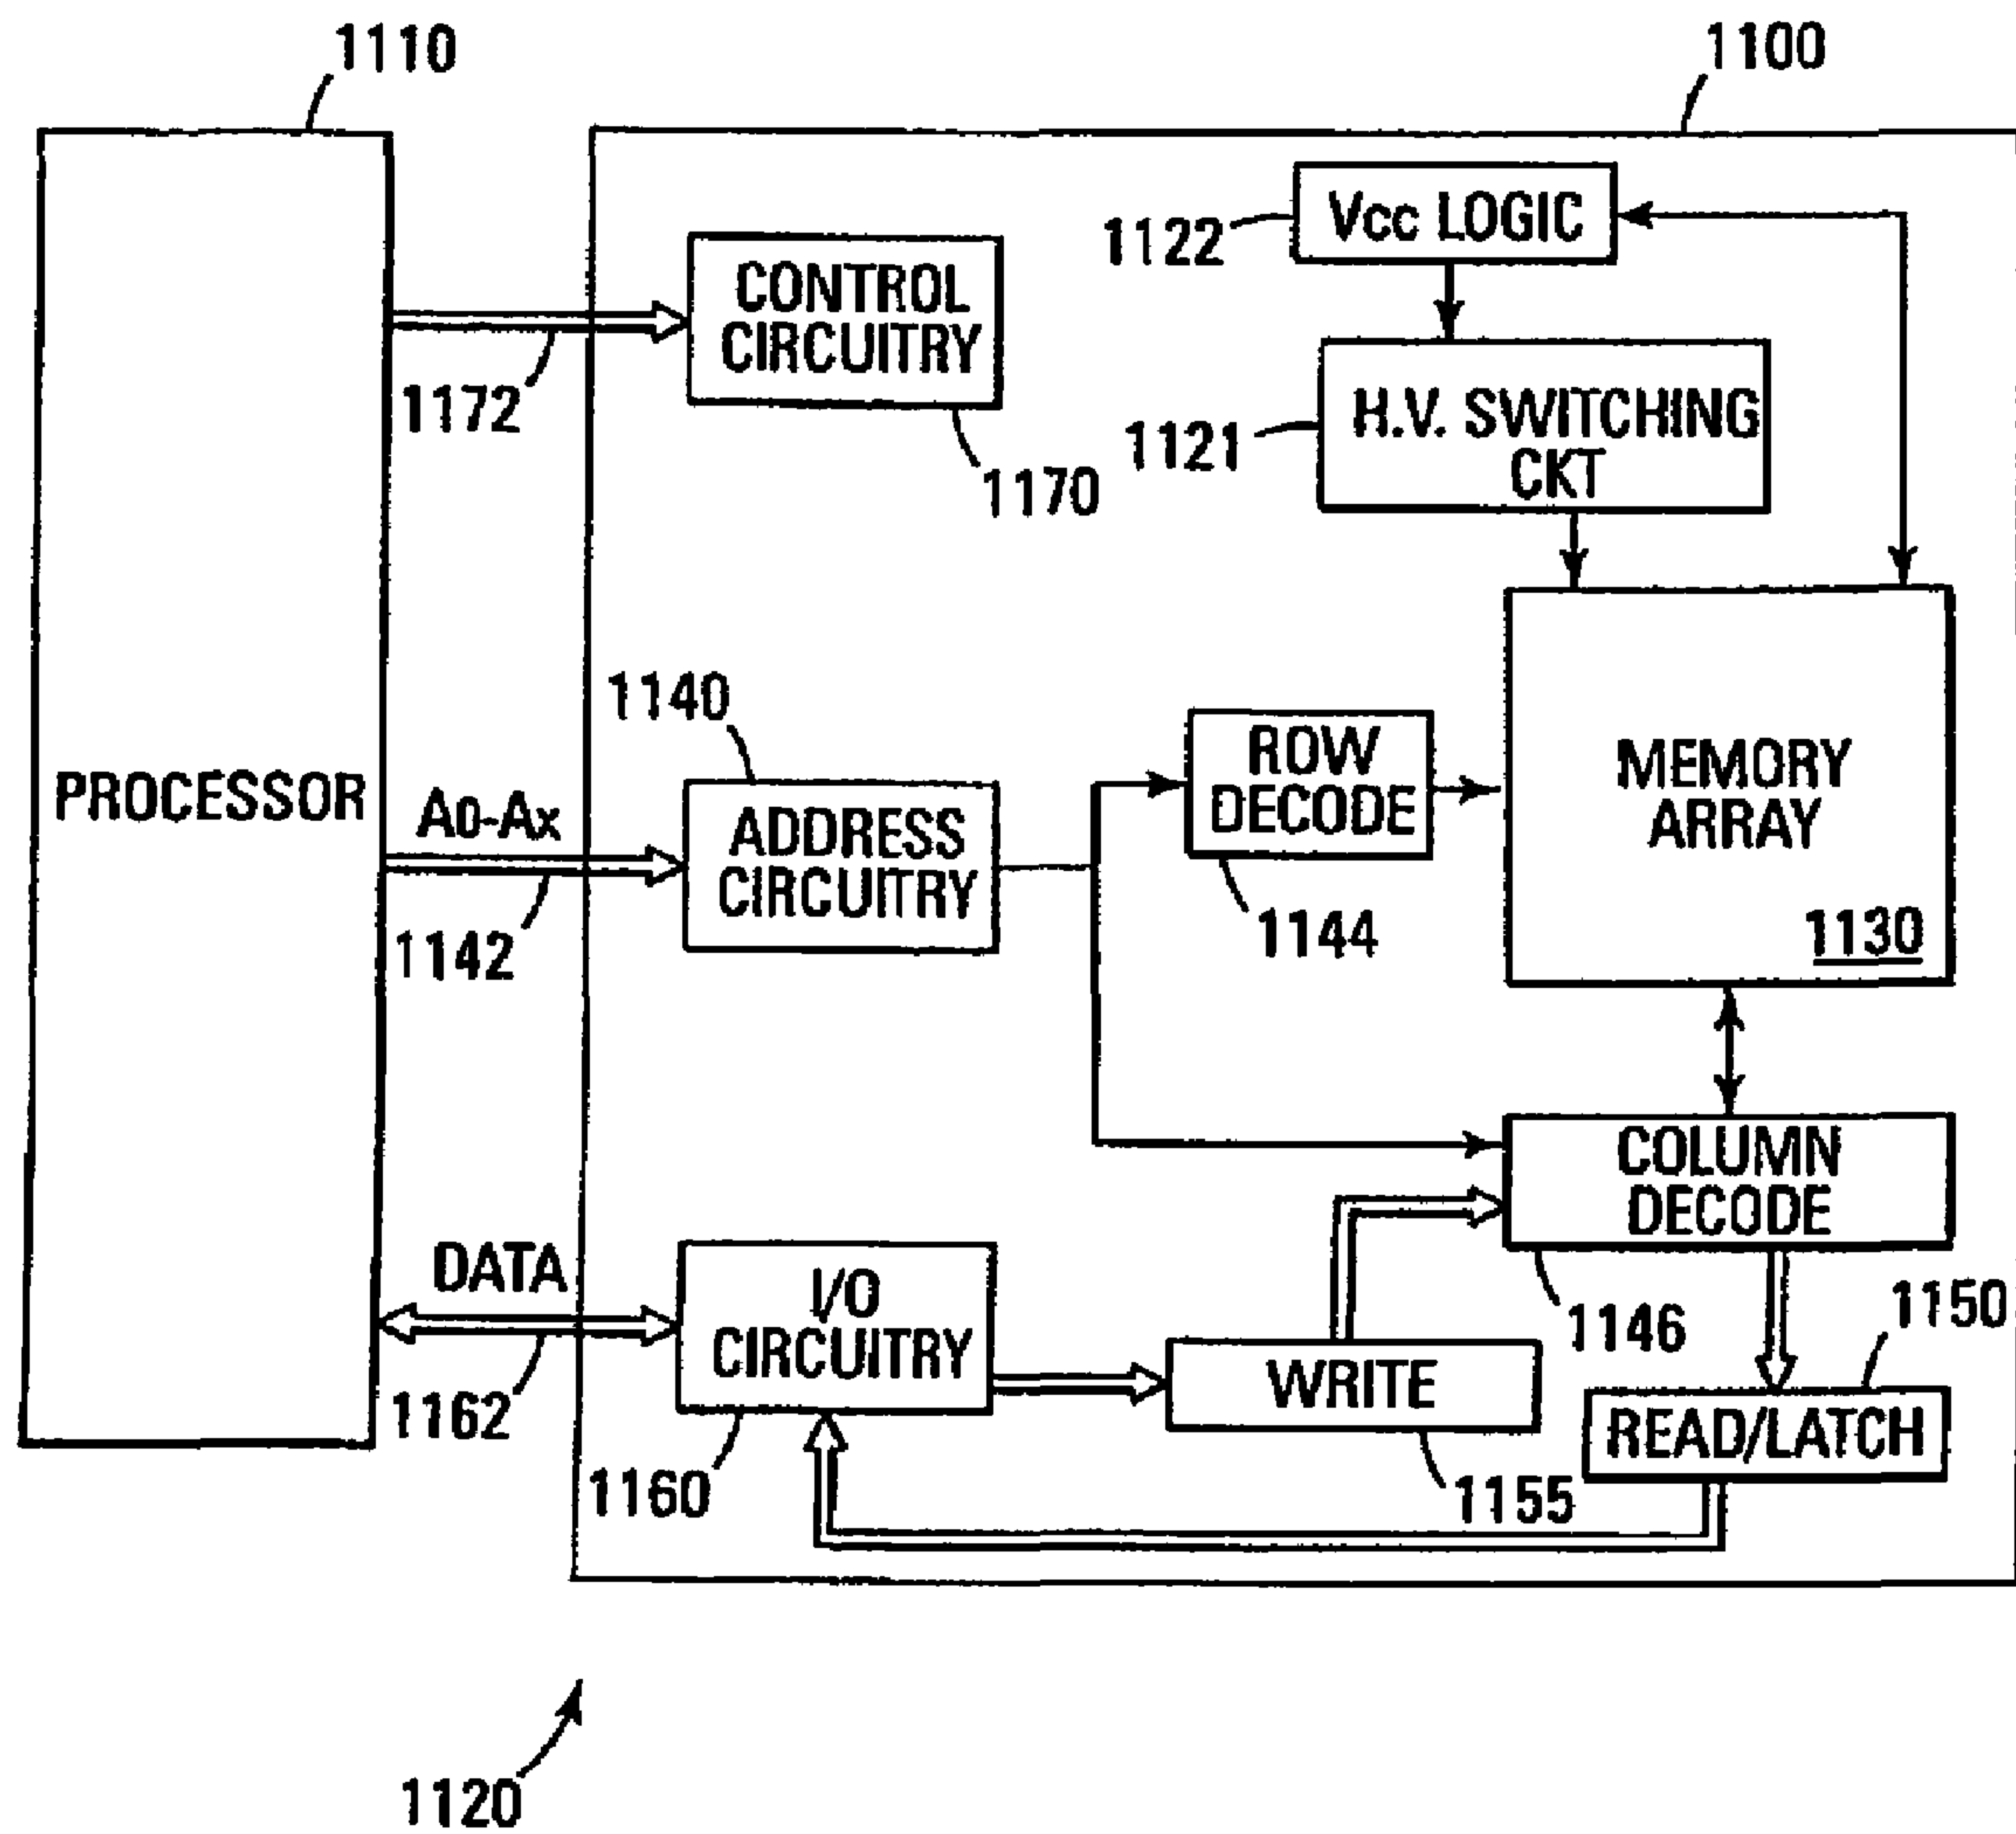 1110
1100
Vcc LOGIC
1122
CONTROL
CIRCUITRY
1172
1170
H.V. SWITCHING
CKT
1121
1140
ROW
DECODE
1144
MEMORY
ARRAY
1130
PROCESSOR
A0-Ax
1142
ADDRESS
CIRCUITRY
COLUMN
DECODE
1146
1150
DATA
1162
I/O
CIRCUITRY
1160
WRITE
1155
READ/LATCH
1120